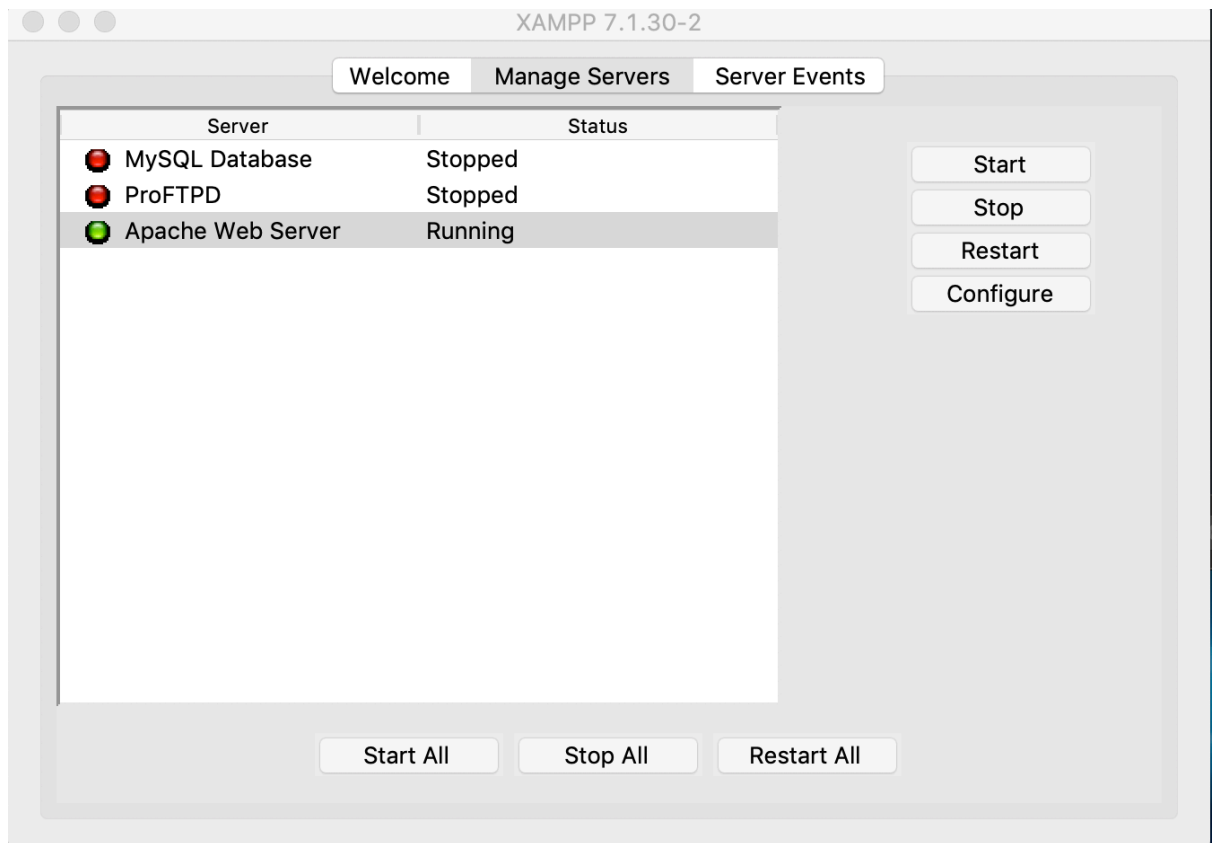 XAMPP 7.1.30-2
Welcome Manage Servers Server Events
Server Status
MySQL Database Stopped
ProFTPD Stopped
Apache Web Server Running
Start
Stop
Restart
Configure
Start All Stop All Restart All